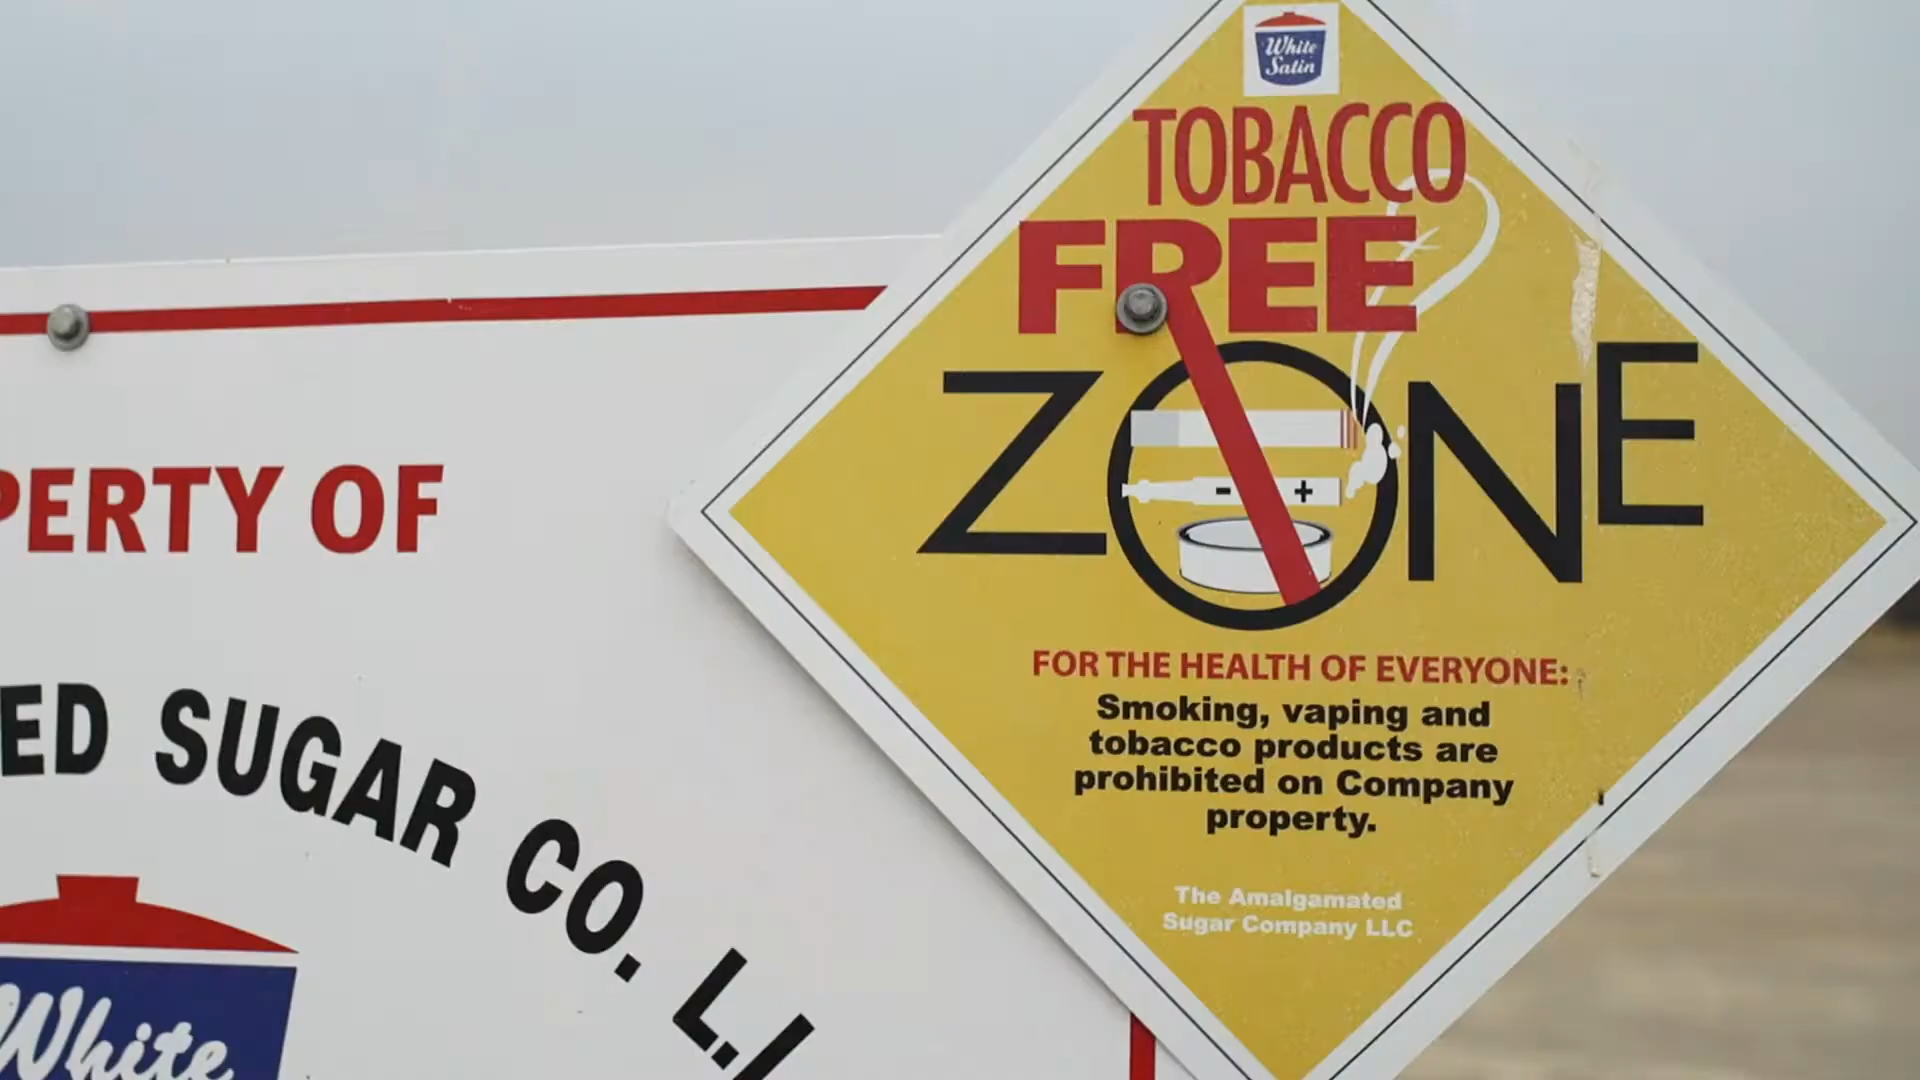 White
Satin
TOBACCO
FREE
ZONE
- +
FOR THE HEALTH OF EVERYONE:
Smoking, vaping and
tobacco products are
prohibited on Company
property.
The Amalgamated
Sugar Company LLC
PERTY OF
ED SUGAR CO. L.
White